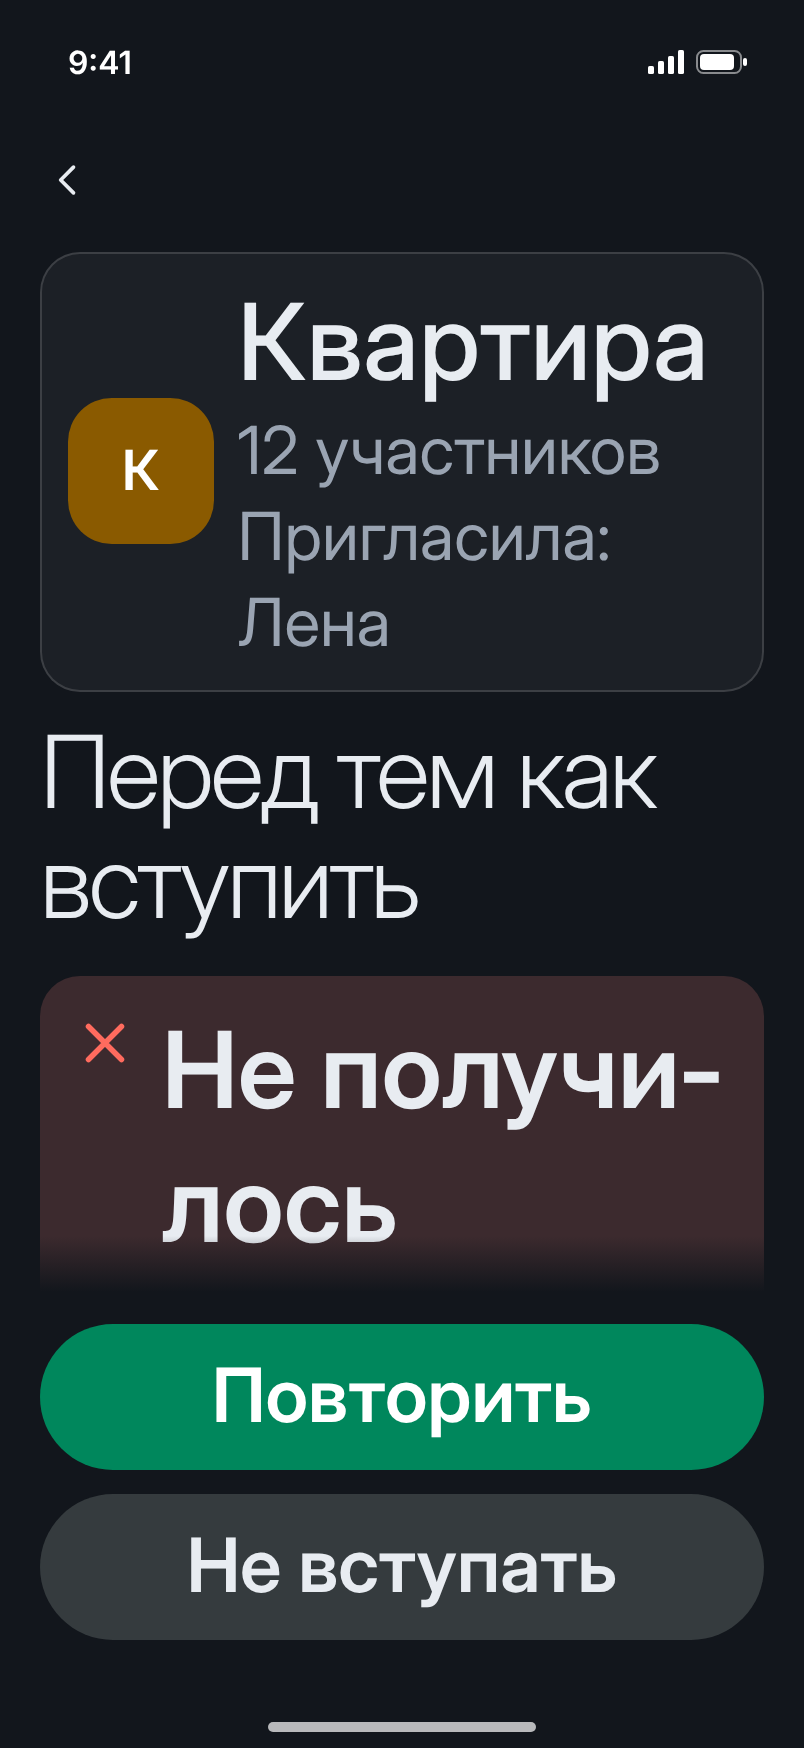 9:41
Квартира
К
12 участников
Пригласила:
Лена
Перед тем как
вступить
Не получи-
лось
Повторить
Не вступать